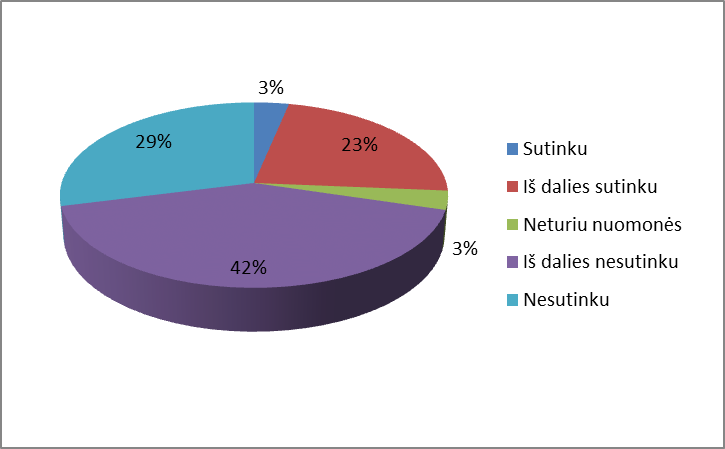 3%
23%
3%
42%
29%
Sutinku
Iš dalies sutinku
Neturiu nuomonės
Iš dalies nesutinku
Nesutinku